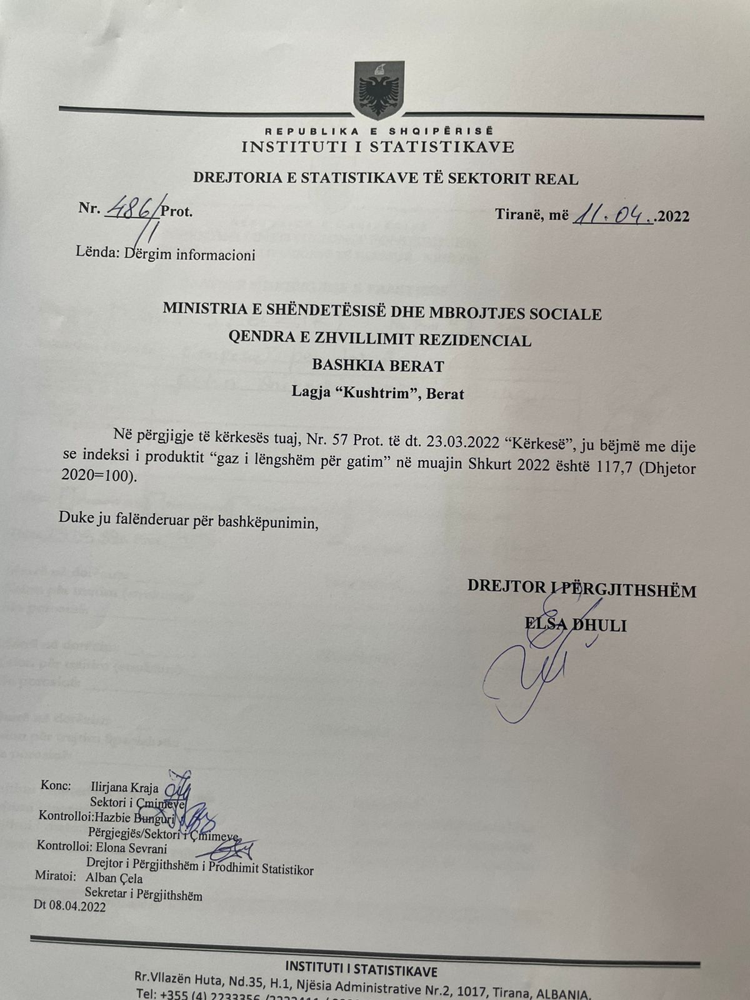 REPUBLIKA E SHQIPËRISË
INSTITUTI I STATISTIKAVE
DREJTORIA E STATISTIKAVE TË SEKTORIT REAL
Nr. 486/1 Prot. Tiranë, më 11.04..2022
Lënda: Dërgim informacioni
MINISTRIA E SHËNDETËSISË DHE MBROJTJES SOCIALE
QENDRA E ZHVILLIMIT REZIDENCIAL
BASHKIA BERAT
Lagja “Kushtrim”, Berat
Në përgjigje të kërkesës tuaj, Nr. 57 Prot. të dt. 23.03.2022 “Kërkesë”, ju bëjmë me dije
se indeksi i produktit “gaz i lëngshëm për gatim” në muajin Shkurt 2022 është 117,7 (Dhjetor
2020=100).
Duke ju falënderuar për bashkëpunimin,
DREJTOR I PËRGJITHSHËM
ELSA DHULI
Konc: Ilirjana Kraja
Sektori i Çmimeve
Kontrolloi:Hazbie Bunguri
Përgjegjës/Sektori i Çmimeve
Kontrolloi: Elona Sevrani
Drejtor i Përgjithshëm i Prodhimit Statistikor
Miratoi: Alban Çela
Sekretar i Përgjithshëm
Dt 08.04.2022
INSTITUTI I STATISTIKAVE
Rr.Vllazën Huta, Nd.35, H.1, Njësia Administrative Nr.2, 1017, Tirana, ALBANIA.
Tel: +355 (4) 2233356